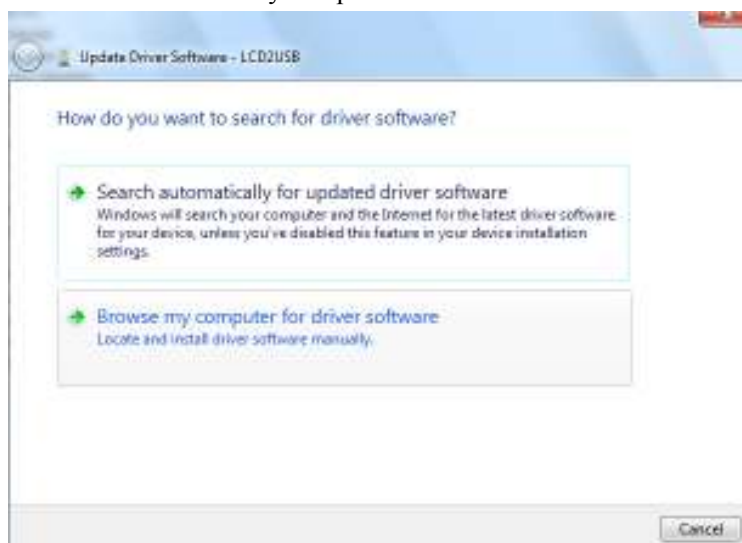 Update Driver Software - LCD2USB
How do you want to search for driver software?
Search automatically for updated driver software
Windows will search your computer and the Internet for the latest driver software
for your device, unless you've disabled this feature in your device installation
settings.
Browse my computer for driver software
Locate and install driver software manually.
Cancel